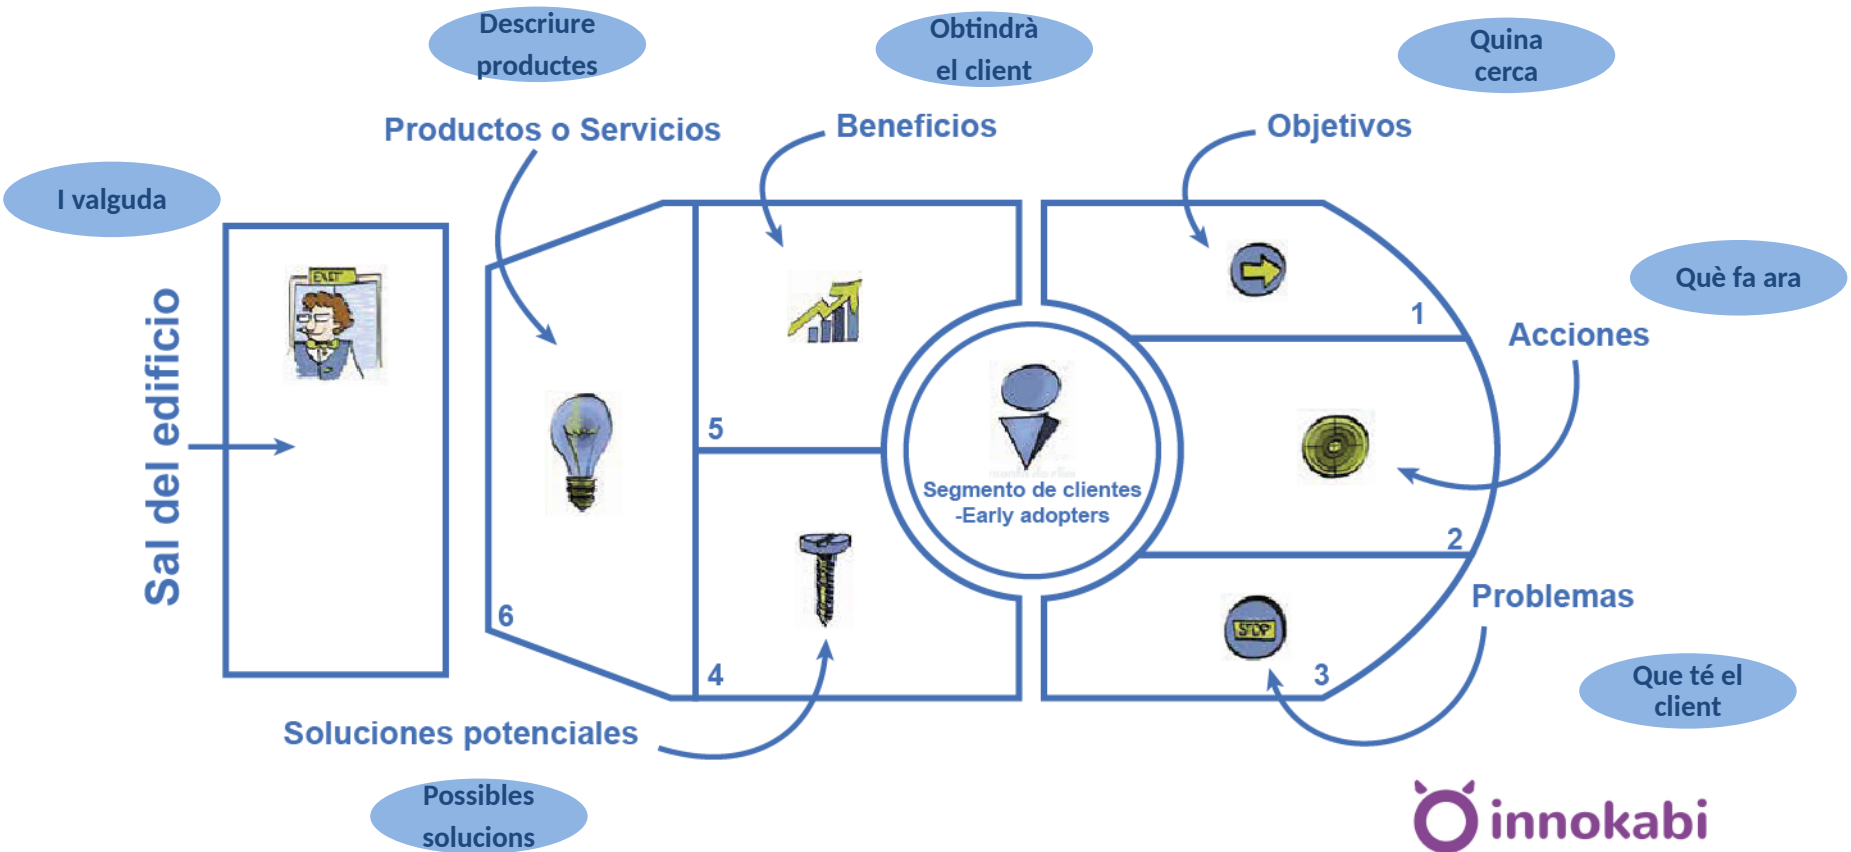 Descriure
productes
Obtindrà
el client
Quina
cerca
Productos o Servicios
Beneficios
Objetivos
I valguda
Què fa ara
EXIT
Sal del edificio
1
Acciones
5
Segmento de clientes
-Early adopters
2
6
Problemas
STOP
4
3
Que té el
client
Soluciones potenciales
Possibles
solucions
innokabi